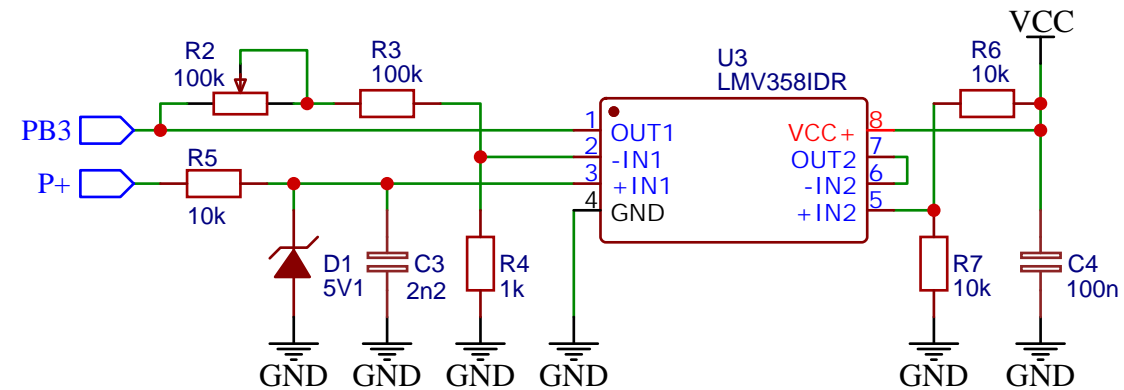 VCC
R2
100k
R3
100k
U3
LMV358IDR
R6
10k
PB3
1
OUT1
VCC+
8
2
-IN1
OUT2
7
P+
R5
10k
3
+IN1
-IN2
6
4
GND
+IN2
5
D1
5V1
C3
2n2
R4
1k
R7
10k
C4
100n
GND
GND
GND
GND
GND
GND